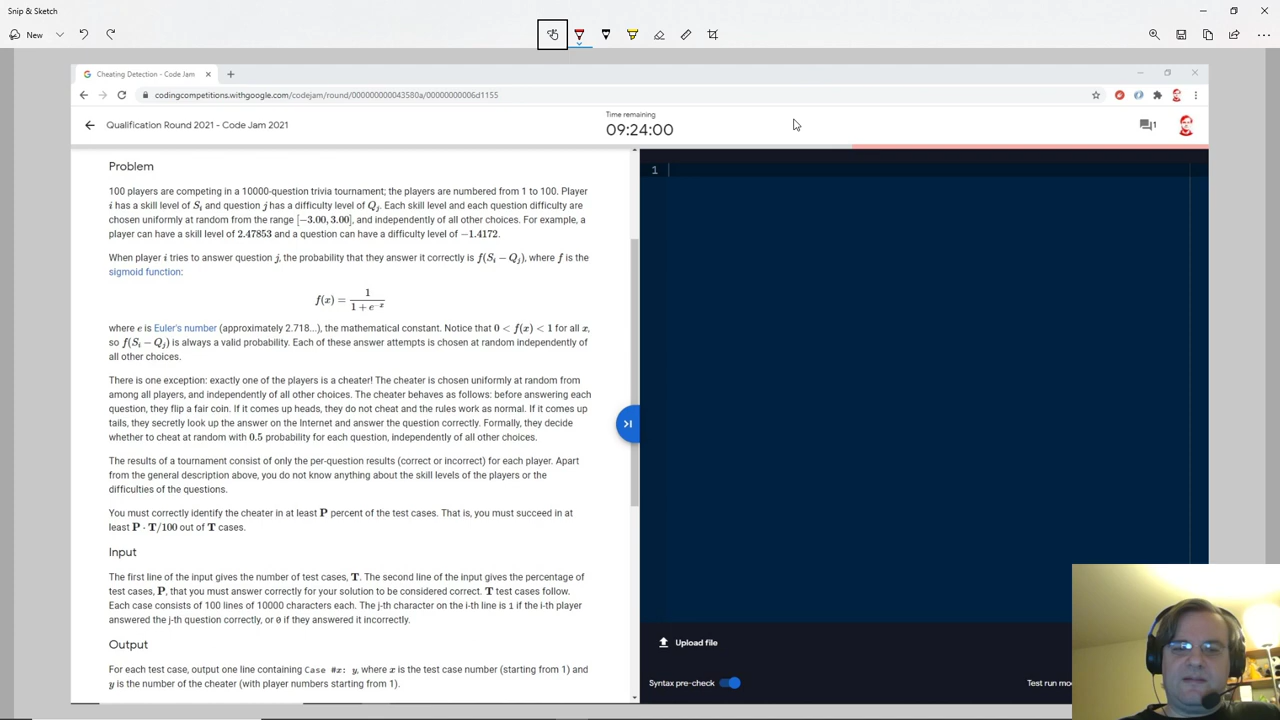 Snip & Sketch
New
Cheating Detection - Code Jam
codingcompetitions.withgoogle.com/codejam/round/000000000043580a/00000000006d1155
Qualification Round 2021 - Code Jam 2021
Time remaining
09:24:00
1
Problem
1
100 players are competing in a 10000-question trivia tournament; the players are numbered from 1 to 100. Player
i has a skill level of Si and question j has a difficulty level of Qj. Each skill level and each question difficulty are
chosen uniformly at random from the range [−3.00, 3.00], and independently of all other choices. For example, a
player can have a skill level of 2.47853 and a question can have a difficulty level of −1.4172.
When player i tries to answer question j, the probability that they answer it correctly is f(Si − Qj), where f is the
sigmoid function:
f(x) = 1 / (1 + e^−x)
where e is Euler's number (approximately 2.718...), the mathematical constant. Notice that 0 < f(x) < 1 for all x,
so f(Si − Qj) is always a valid probability. Each of these answer attempts is chosen at random independently of
all other choices.
There is one exception: exactly one of the players is a cheater! The cheater is chosen uniformly at random from
among all players, and independently of all other choices. The cheater behaves as follows: before answering each
question, they flip a fair coin. If it comes up heads, they do not cheat and the rules work as normal. If it comes up
tails, they secretly look up the answer on the Internet and answer the question correctly. Formally, they decide
whether to cheat at random with 0.5 probability for each question, independently of all other choices.
The results of a tournament consist of only the per-question results (correct or incorrect) for each player. Apart
from the general description above, you do not know anything about the skill levels of the players or the
difficulties of the questions.
You must correctly identify the cheater in at least P percent of the test cases. That is, you must succeed in at
least P · T/100 out of T cases.
Input
The first line of the input gives the number of test cases, T. The second line of the input gives the percentage of
test cases, P, that you must answer correctly for your solution to be considered correct. T test cases follow.
Each case consists of 100 lines of 10000 characters each. The j-th character on the i-th line is 1 if the i-th player
answered the j-th question correctly, or 0 if they answered it incorrectly.
Output
Upload file
For each test case, output one line containing Case #x: y, where x is the test case number (starting from 1) and
y is the number of the cheater (with player numbers starting from 1).
Syntax pre-check
Test run mo